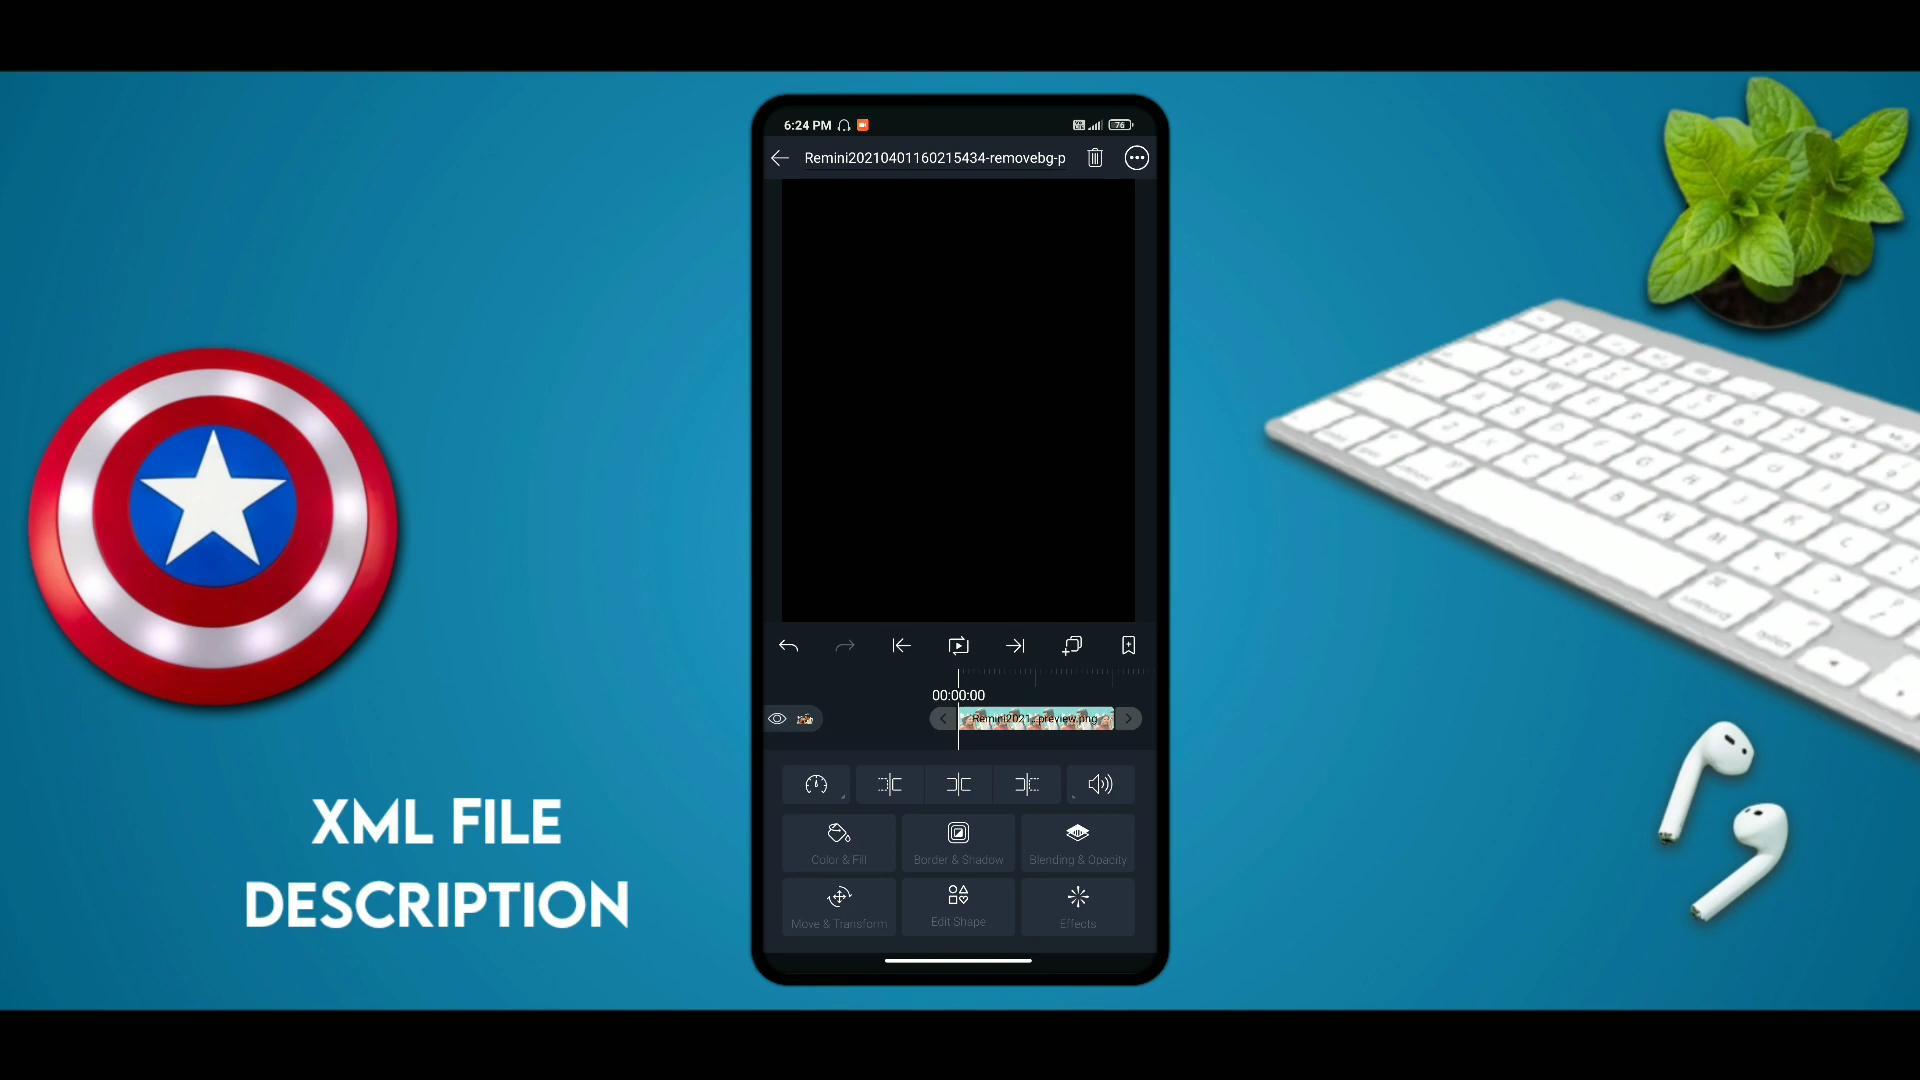 6:24 PM
76
Remini20210401160215434-removebg-p
00:00:00
Remini2021...preview.png
Color & Fill
Border & Shadow
Blending & Opacity
Move & Transform
Edit Shape
Effects
XML FILE
DESCRIPTION